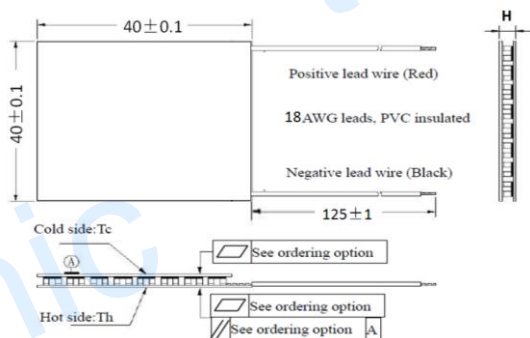 40±0.1
H
40±0.1
Positive lead wire (Red)
18AWG leads, PVC insulated
Negative lead wire (Black)
125±1
Cold side:Tc
A
See ordering option
See ordering option
Hot side:Th
See ordering option A
nic